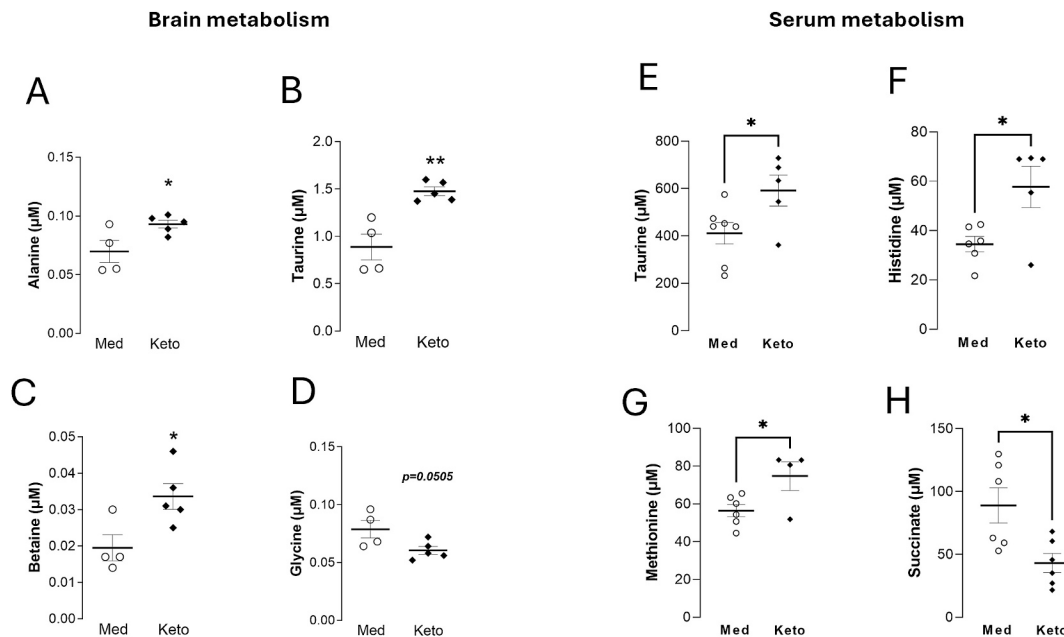 Brain metabolism
Serum metabolism
A
Alanine (µM)
0.15
0.10
0.05
0.00
*
Med Keto
B
Taurine (µM)
2.0
1.5
1.0
0.5
0.0
**
Med Keto
C
Betaine (µM)
0.05
0.04
0.03
0.02
0.01
0.00
*
Med Keto
D
Glycine (µM)
0.15
0.10
0.05
0.00
p=0.0505
Med Keto
E
Taurine (µM)
800
600
400
200
0
*
Med Keto
F
Histidine (µM)
80
60
40
20
0
*
Med Keto
G
Methionine (µM)
100
80
60
40
20
0
*
Med Keto
H
Succinate (µM)
150
100
50
0
*
Med Keto